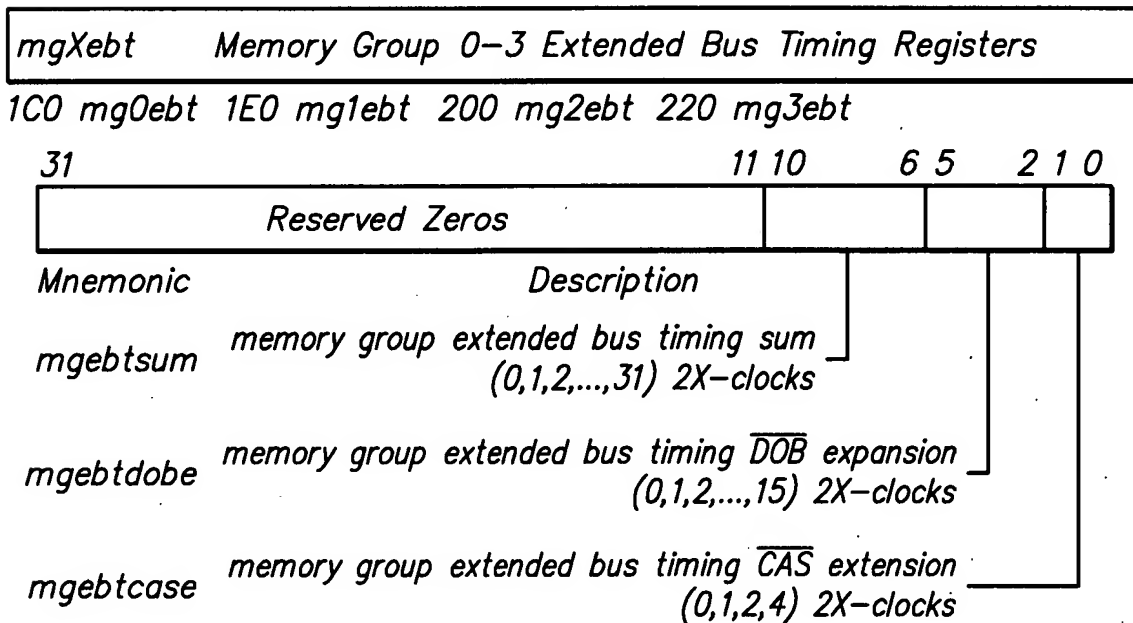 mgXebt Memory Group 0-3 Extended Bus Timing Registers
1C0 mg0ebt 1E0 mg1ebt 200 mg2ebt 220 mg3ebt
31 11 10 6 5 2 1 0
Reserved Zeros
Mnemonic Description
mgebtsum memory group extended bus timing sum
(0,1,2,...,31) 2X-clocks
mgebtdobe memory group extended bus timing D̅O̅B̅ expansion
(0,1,2,...,15) 2X-clocks
mgebtcase memory group extended bus timing C̅A̅S̅ extension
(0,1,2,4) 2X-clocks